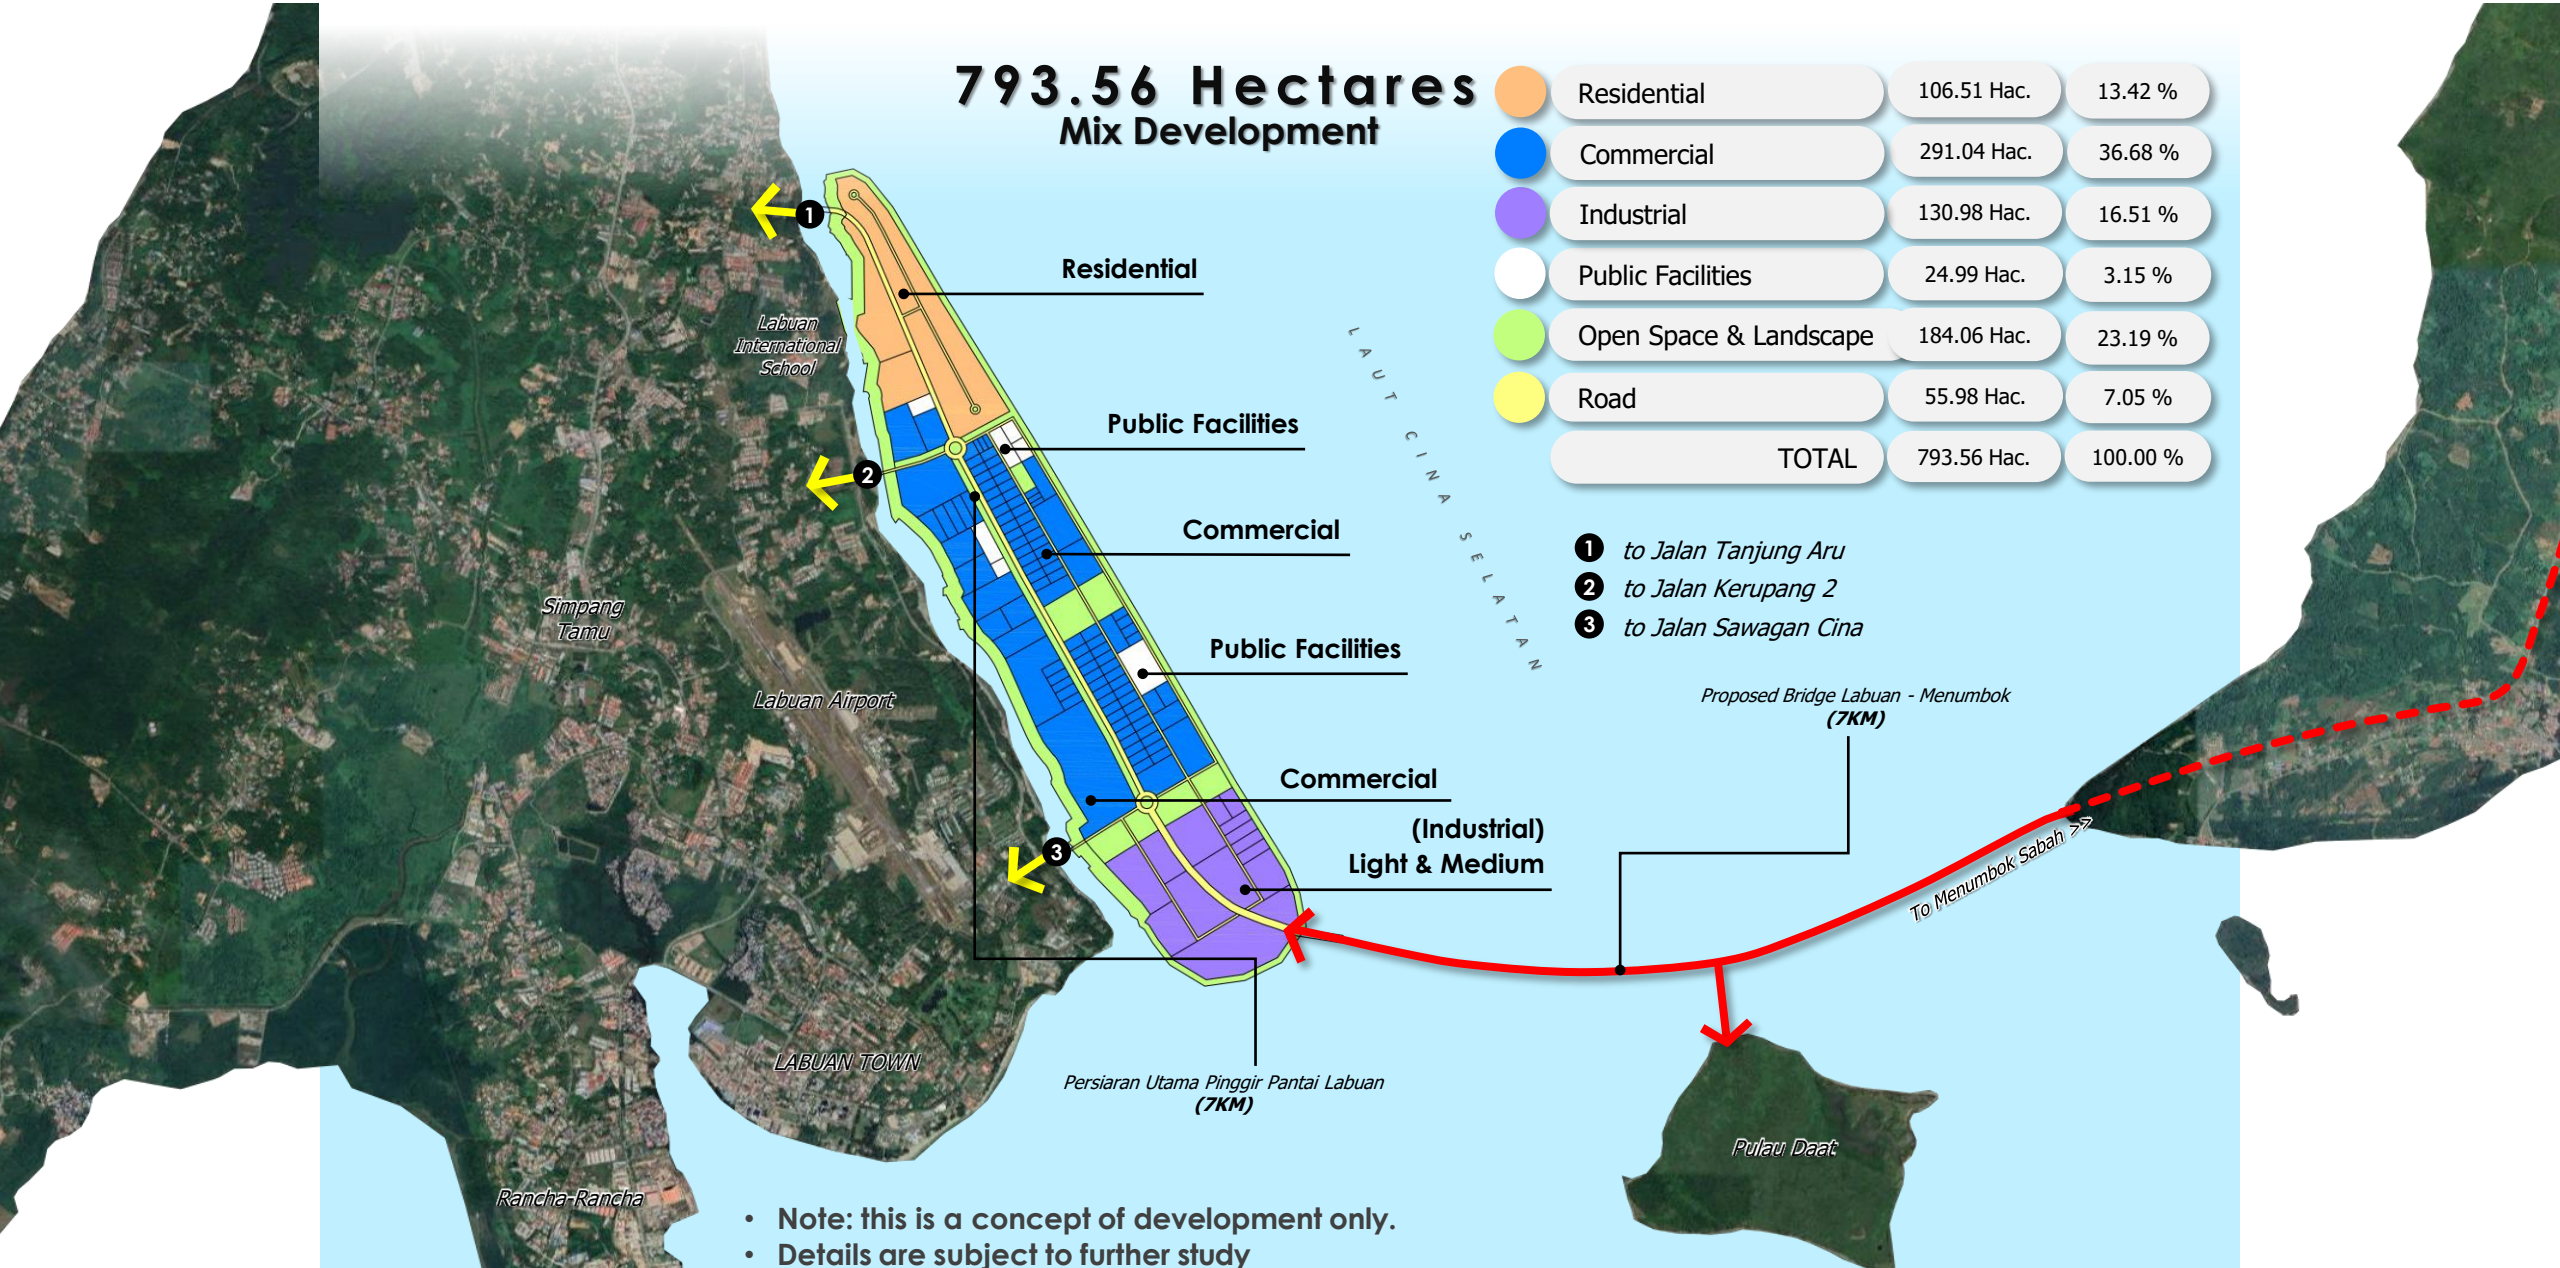 793.56 Hectares
Mix Development
Residential 106.51 Hac. 13.42 %
Commercial 291.04 Hac. 36.68 %
Industrial 130.98 Hac. 16.51 %
Public Facilities 24.99 Hac. 3.15 %
Open Space & Landscape 184.06 Hac. 23.19 %
Road 55.98 Hac. 7.05 %
TOTAL 793.56 Hac. 100.00 %
1 to Jalan Tanjung Aru
2 to Jalan Kerupang 2
3 to Jalan Sawagan Cina
1
Residential
Labuan
International
School
LAUT CINA SELATAN
Public Facilities
2
Commercial
Simpang
Tamu
Public Facilities
Labuan Airport
Proposed Bridge Labuan - Menumbok
(7KM)
Commercial
(Industrial)
Light & Medium
3
To Menumbok Sabah >>
LABUAN TOWN
Persiaran Utama Pinggir Pantai Labuan
(7KM)
Pulau Daat
Rancha-Rancha
• Note: this is a concept of development only.
• Details are subject to further study